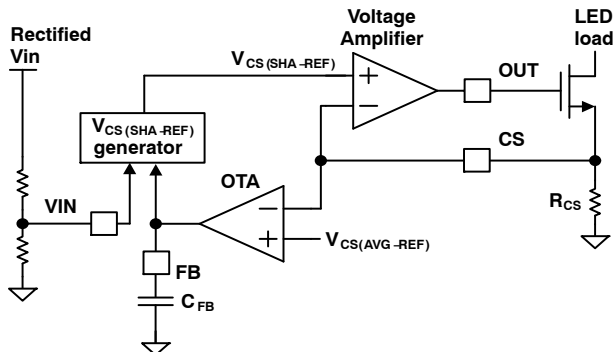 Rectified
Vin
Voltage
Amplifier
LED
load
VCS(SHA-REF)
+
−
OUT
VCS(SHA-REF)
generator
CS
OTA
VIN
−
+
RCS
VCS(AVG-REF)
FB
CFB